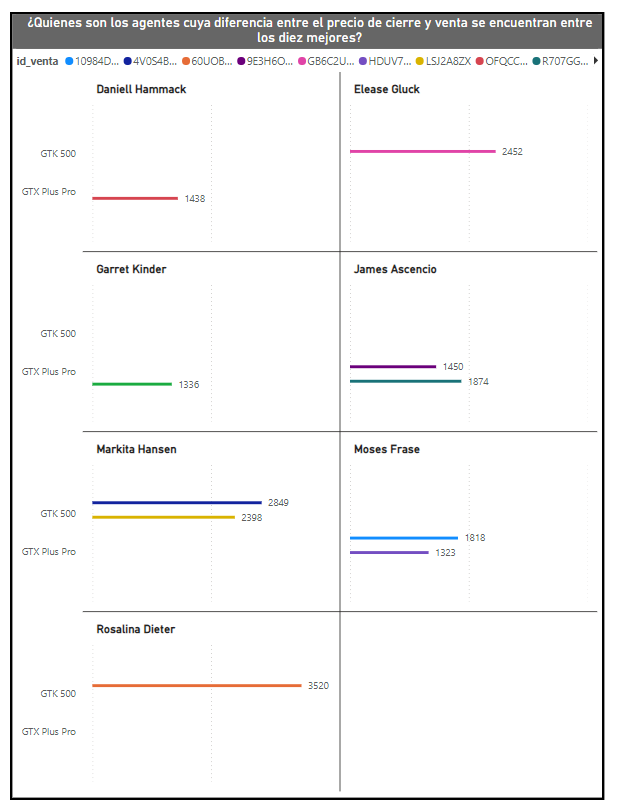 ¿Quienes son los agentes cuya diferencia entre el precio de cierre y venta se encuentran entre
los diez mejores?
id_venta 10984D... 4V0S4B... 60UOB... 9E3H6O... GB6C2U... HDUV7... LSJ2A8ZX OFQCC... R707GG...
Daniell Hammack
Elease Gluck
GTK 500
2452
GTX Plus Pro
1438
Garret Kinder
James Ascencio
GTK 500
GTX Plus Pro
1450
1336
1874
Markita Hansen
Moses Frase
2849
GTK 500
2398
1818
GTX Plus Pro
1323
Rosalina Dieter
3520
GTK 500
GTX Plus Pro